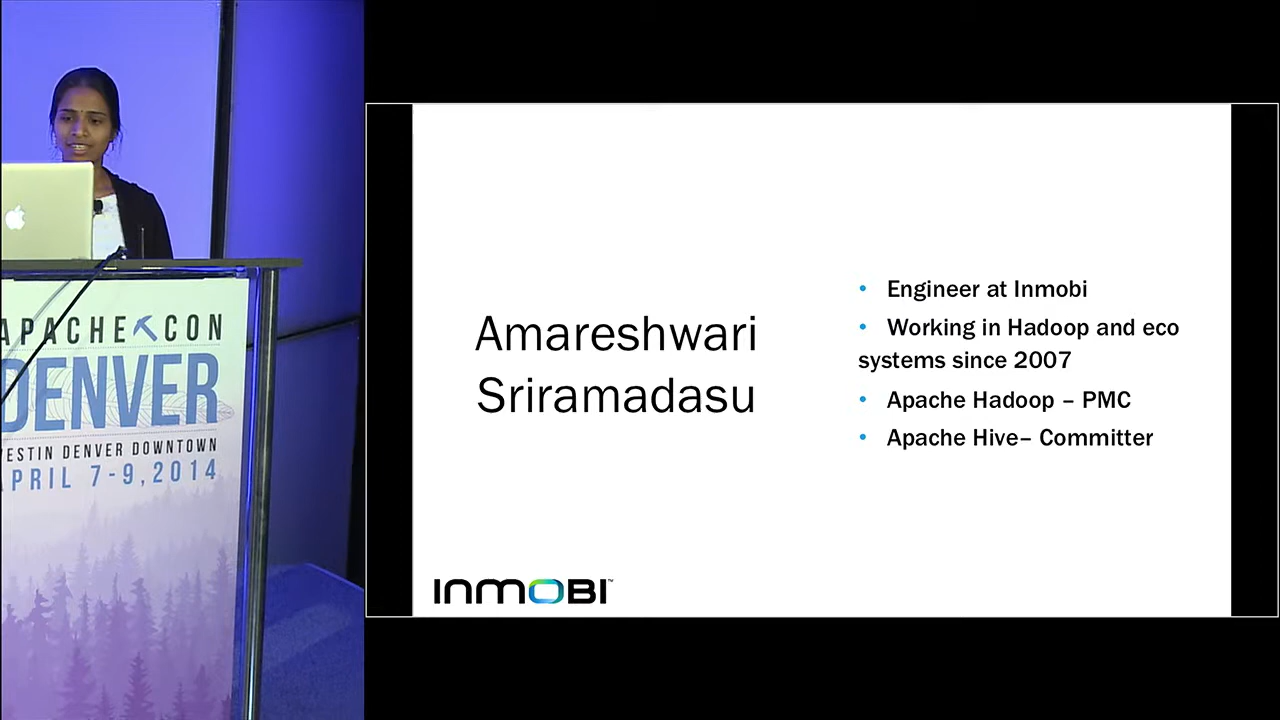 APACHE CON
DENVER
WESTIN DENVER DOWNTOWN
APRIL 7-9, 2014
Amareshwari
Sriramadasu
• Engineer at Inmobi
• Working in Hadoop and eco
systems since 2007
• Apache Hadoop – PMC
• Apache Hive– Committer
INMOBI™